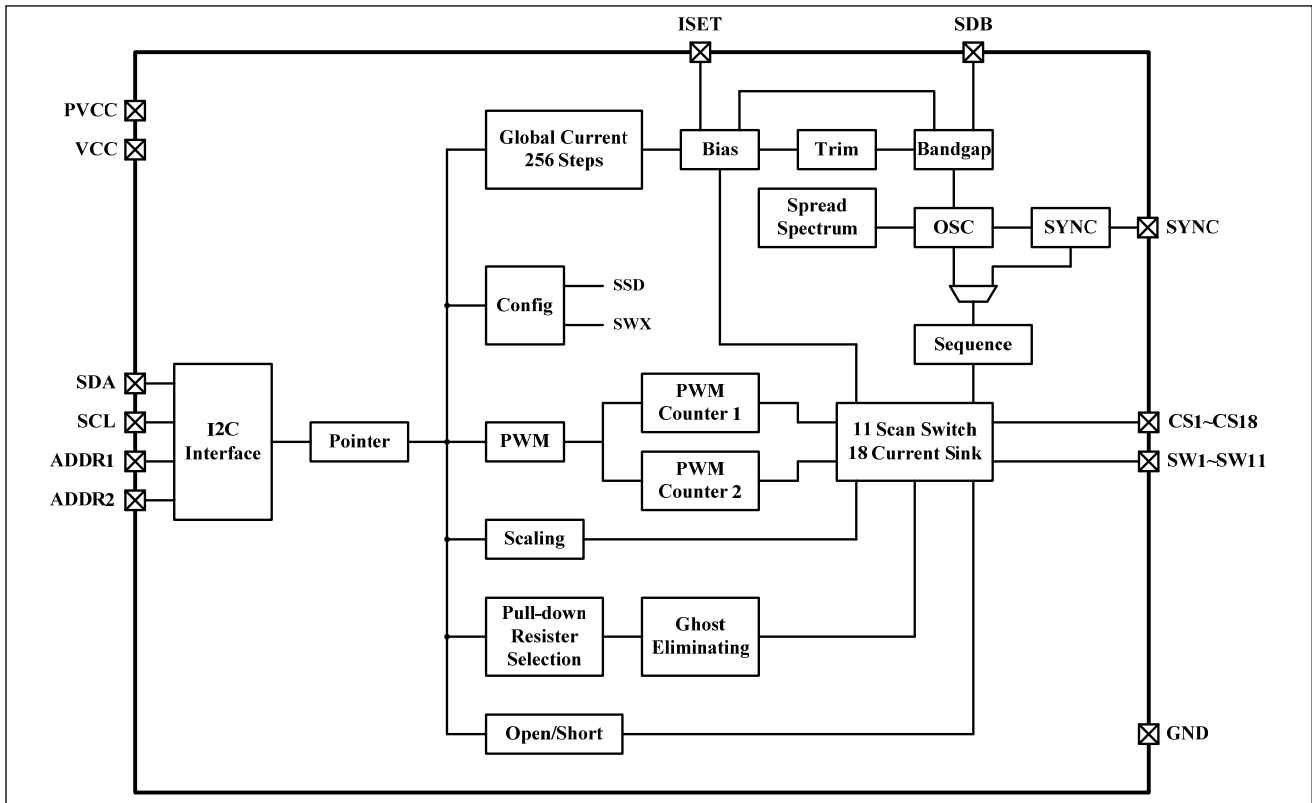 ISET
SDB
PVCC
VCC
Global Current
256 Steps
Bias
Trim
Bandgap
Spread
Spectrum
OSC
SYNC
SYNC
Config
SSD
SWX
Sequence
SDA
SCL
ADDR1
ADDR2
I2C
Interface
Pointer
PWM
PWM
Counter 1
PWM
Counter 2
11 Scan Switch
18 Current Sink
CS1~CS18
SW1~SW11
Scaling
Pull-down
Resister
Selection
Ghost
Eliminating
Open/Short
GND